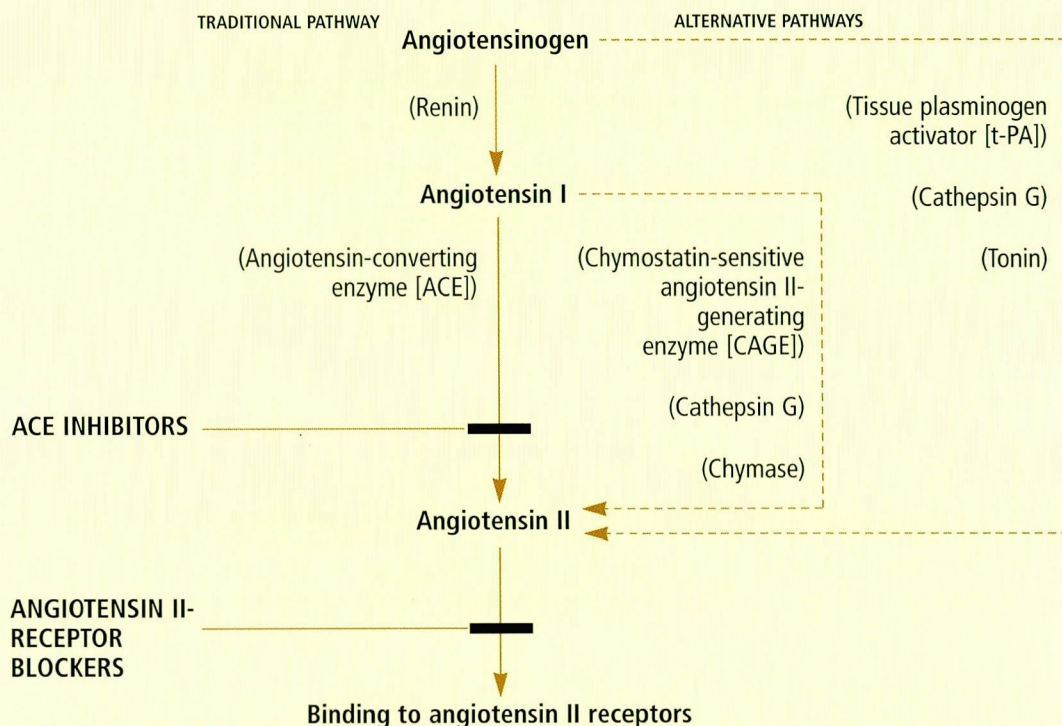 TRADITIONAL PATHWAY
ALTERNATIVE PATHWAYS
Angiotensinogen
(Renin)
(Tissue plasminogen
activator [t-PA])
Angiotensin I
(Cathepsin G)
(Angiotensin-converting
enzyme [ACE])
(Chymostatin-sensitive
angiotensin II-
generating
enzyme [CAGE])
(Tonin)
(Cathepsin G)
ACE INHIBITORS
(Chymase)
Angiotensin II
ANGIOTENSIN II-
RECEPTOR
BLOCKERS
Binding to angiotensin II receptors